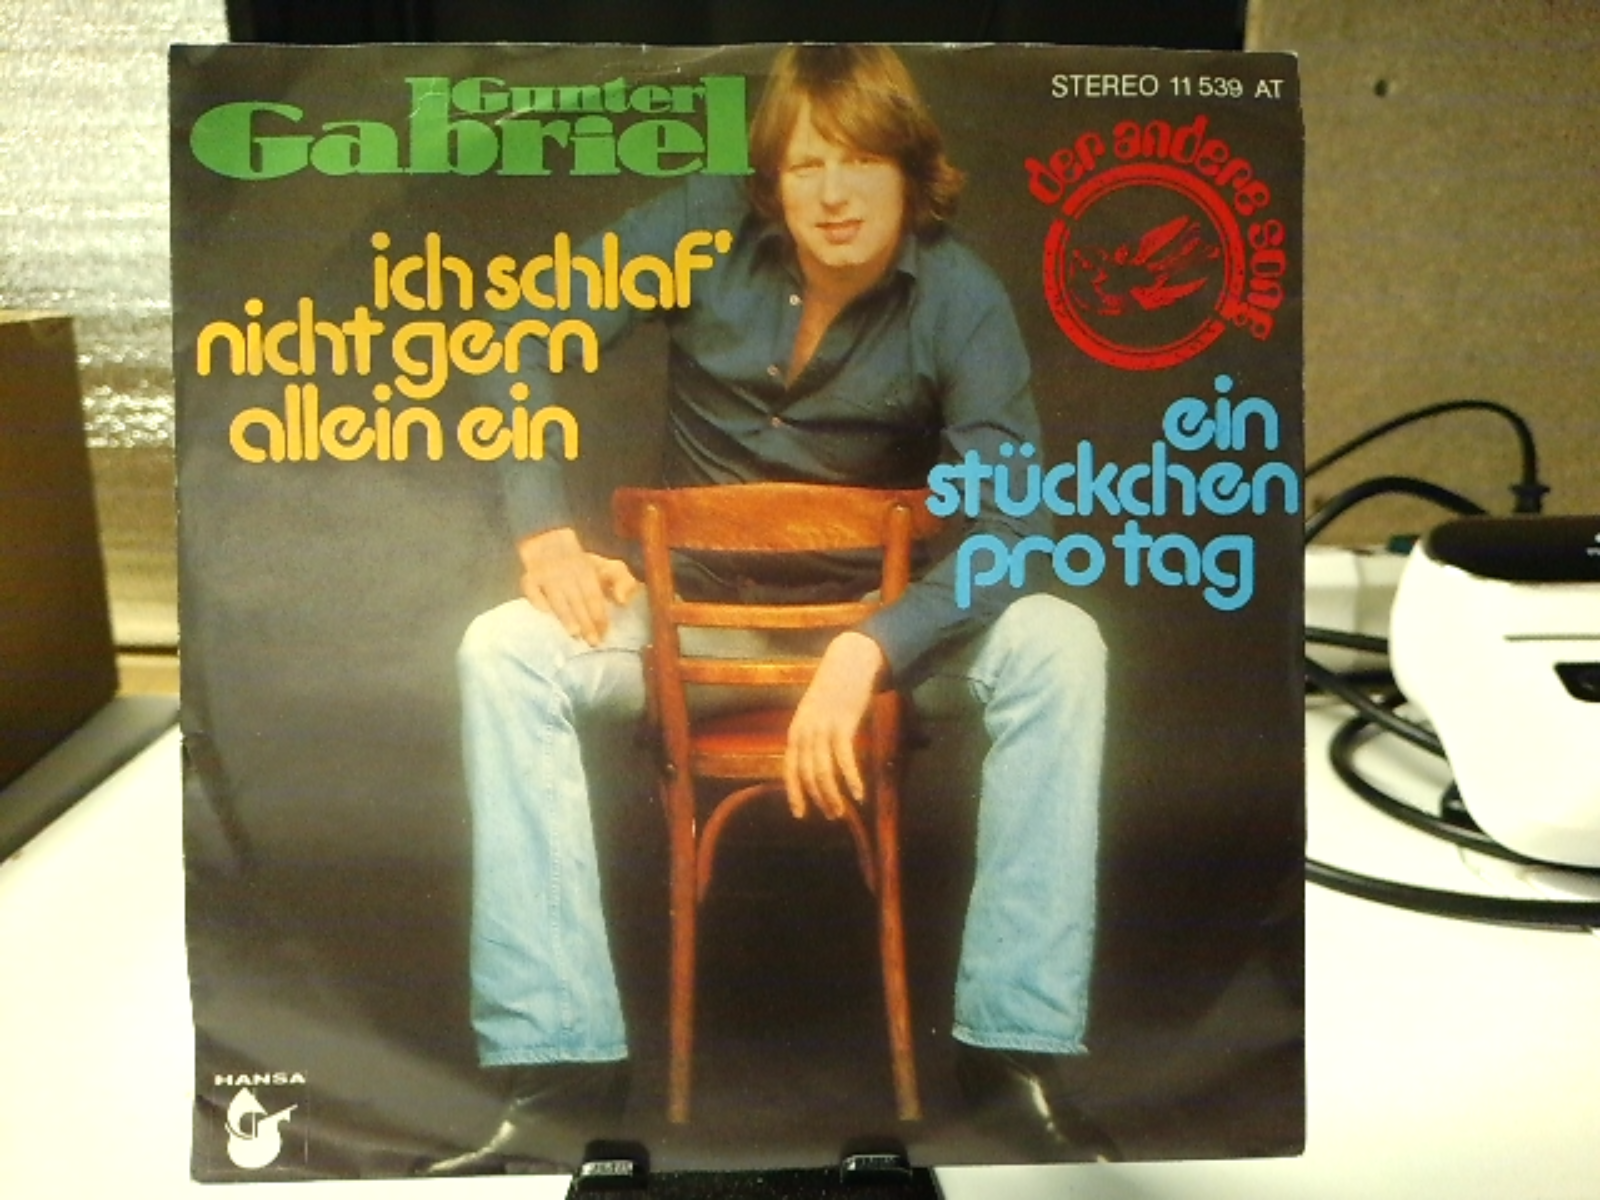 Gunter
Gabriel
STEREO 11 539 AT
der andere song
ich schlaf'
nicht gern
allein ein
ein
stückchen
pro tag
HANSA